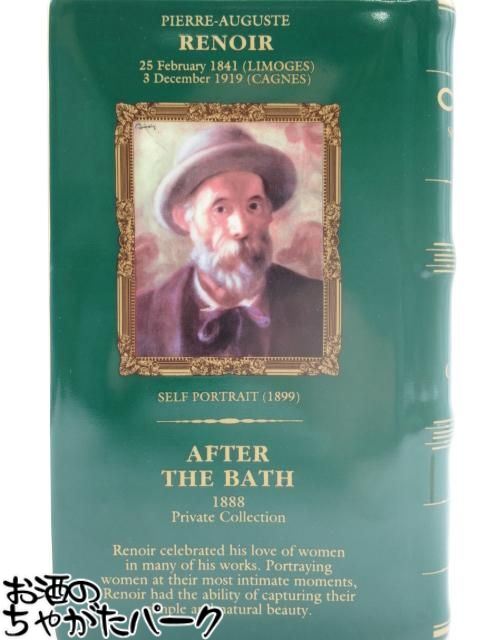 PIERRE-AUGUSTE
RENOIR
25 February 1841 (LIMOGES)
3 December 1919 (CAGNES)
SELF PORTRAIT (1899)
AFTER
THE BATH
1888
Private Collection
Renoir celebrated his love of women
in many of his works. Portraying
women at their most intimate moments,
Renoir had the ability of capturing their
natural beauty.
お酒の
ちゃがたパーク